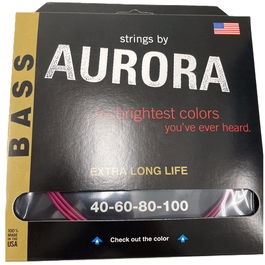 strings by
AURORA
BASS
the brightest colors
you've ever heard.
EXTRA LONG LIFE
40-60-80-100
100%
MADE
IN THE
USA
Check out the color